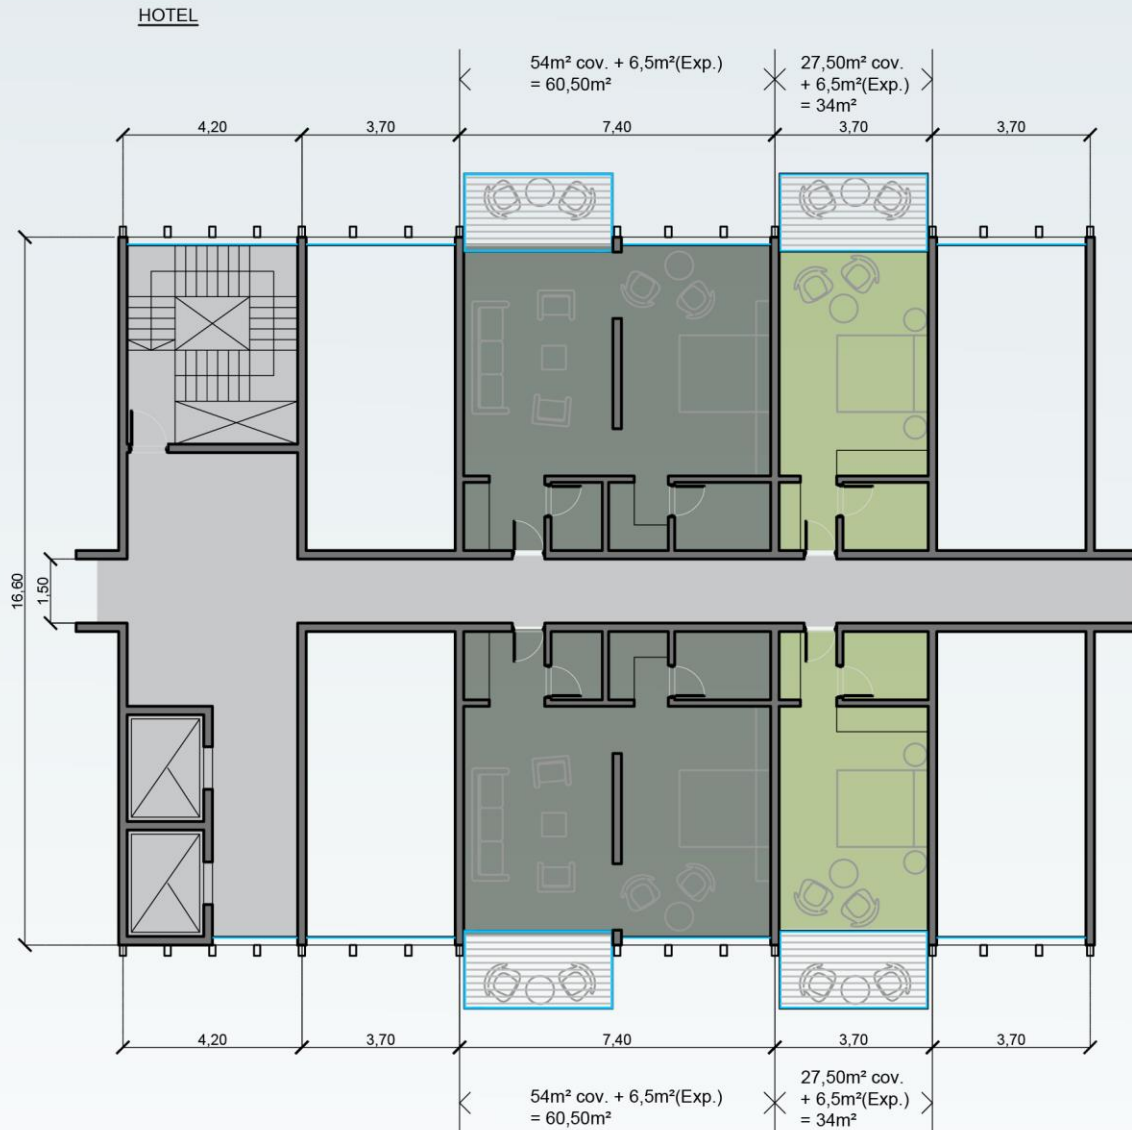 HOTEL
54m² cov. + 6,5m²(Exp.)
= 60,50m²
27,50m² cov.
+ 6,5m²(Exp.)
= 34m²
4,20
3,70
7,40
3,70
3,70
16,60
1,50
4,20
3,70
7,40
3,70
3,70
54m² cov. + 6,5m²(Exp.)
= 60,50m²
27,50m² cov.
+ 6,5m²(Exp.)
= 34m²